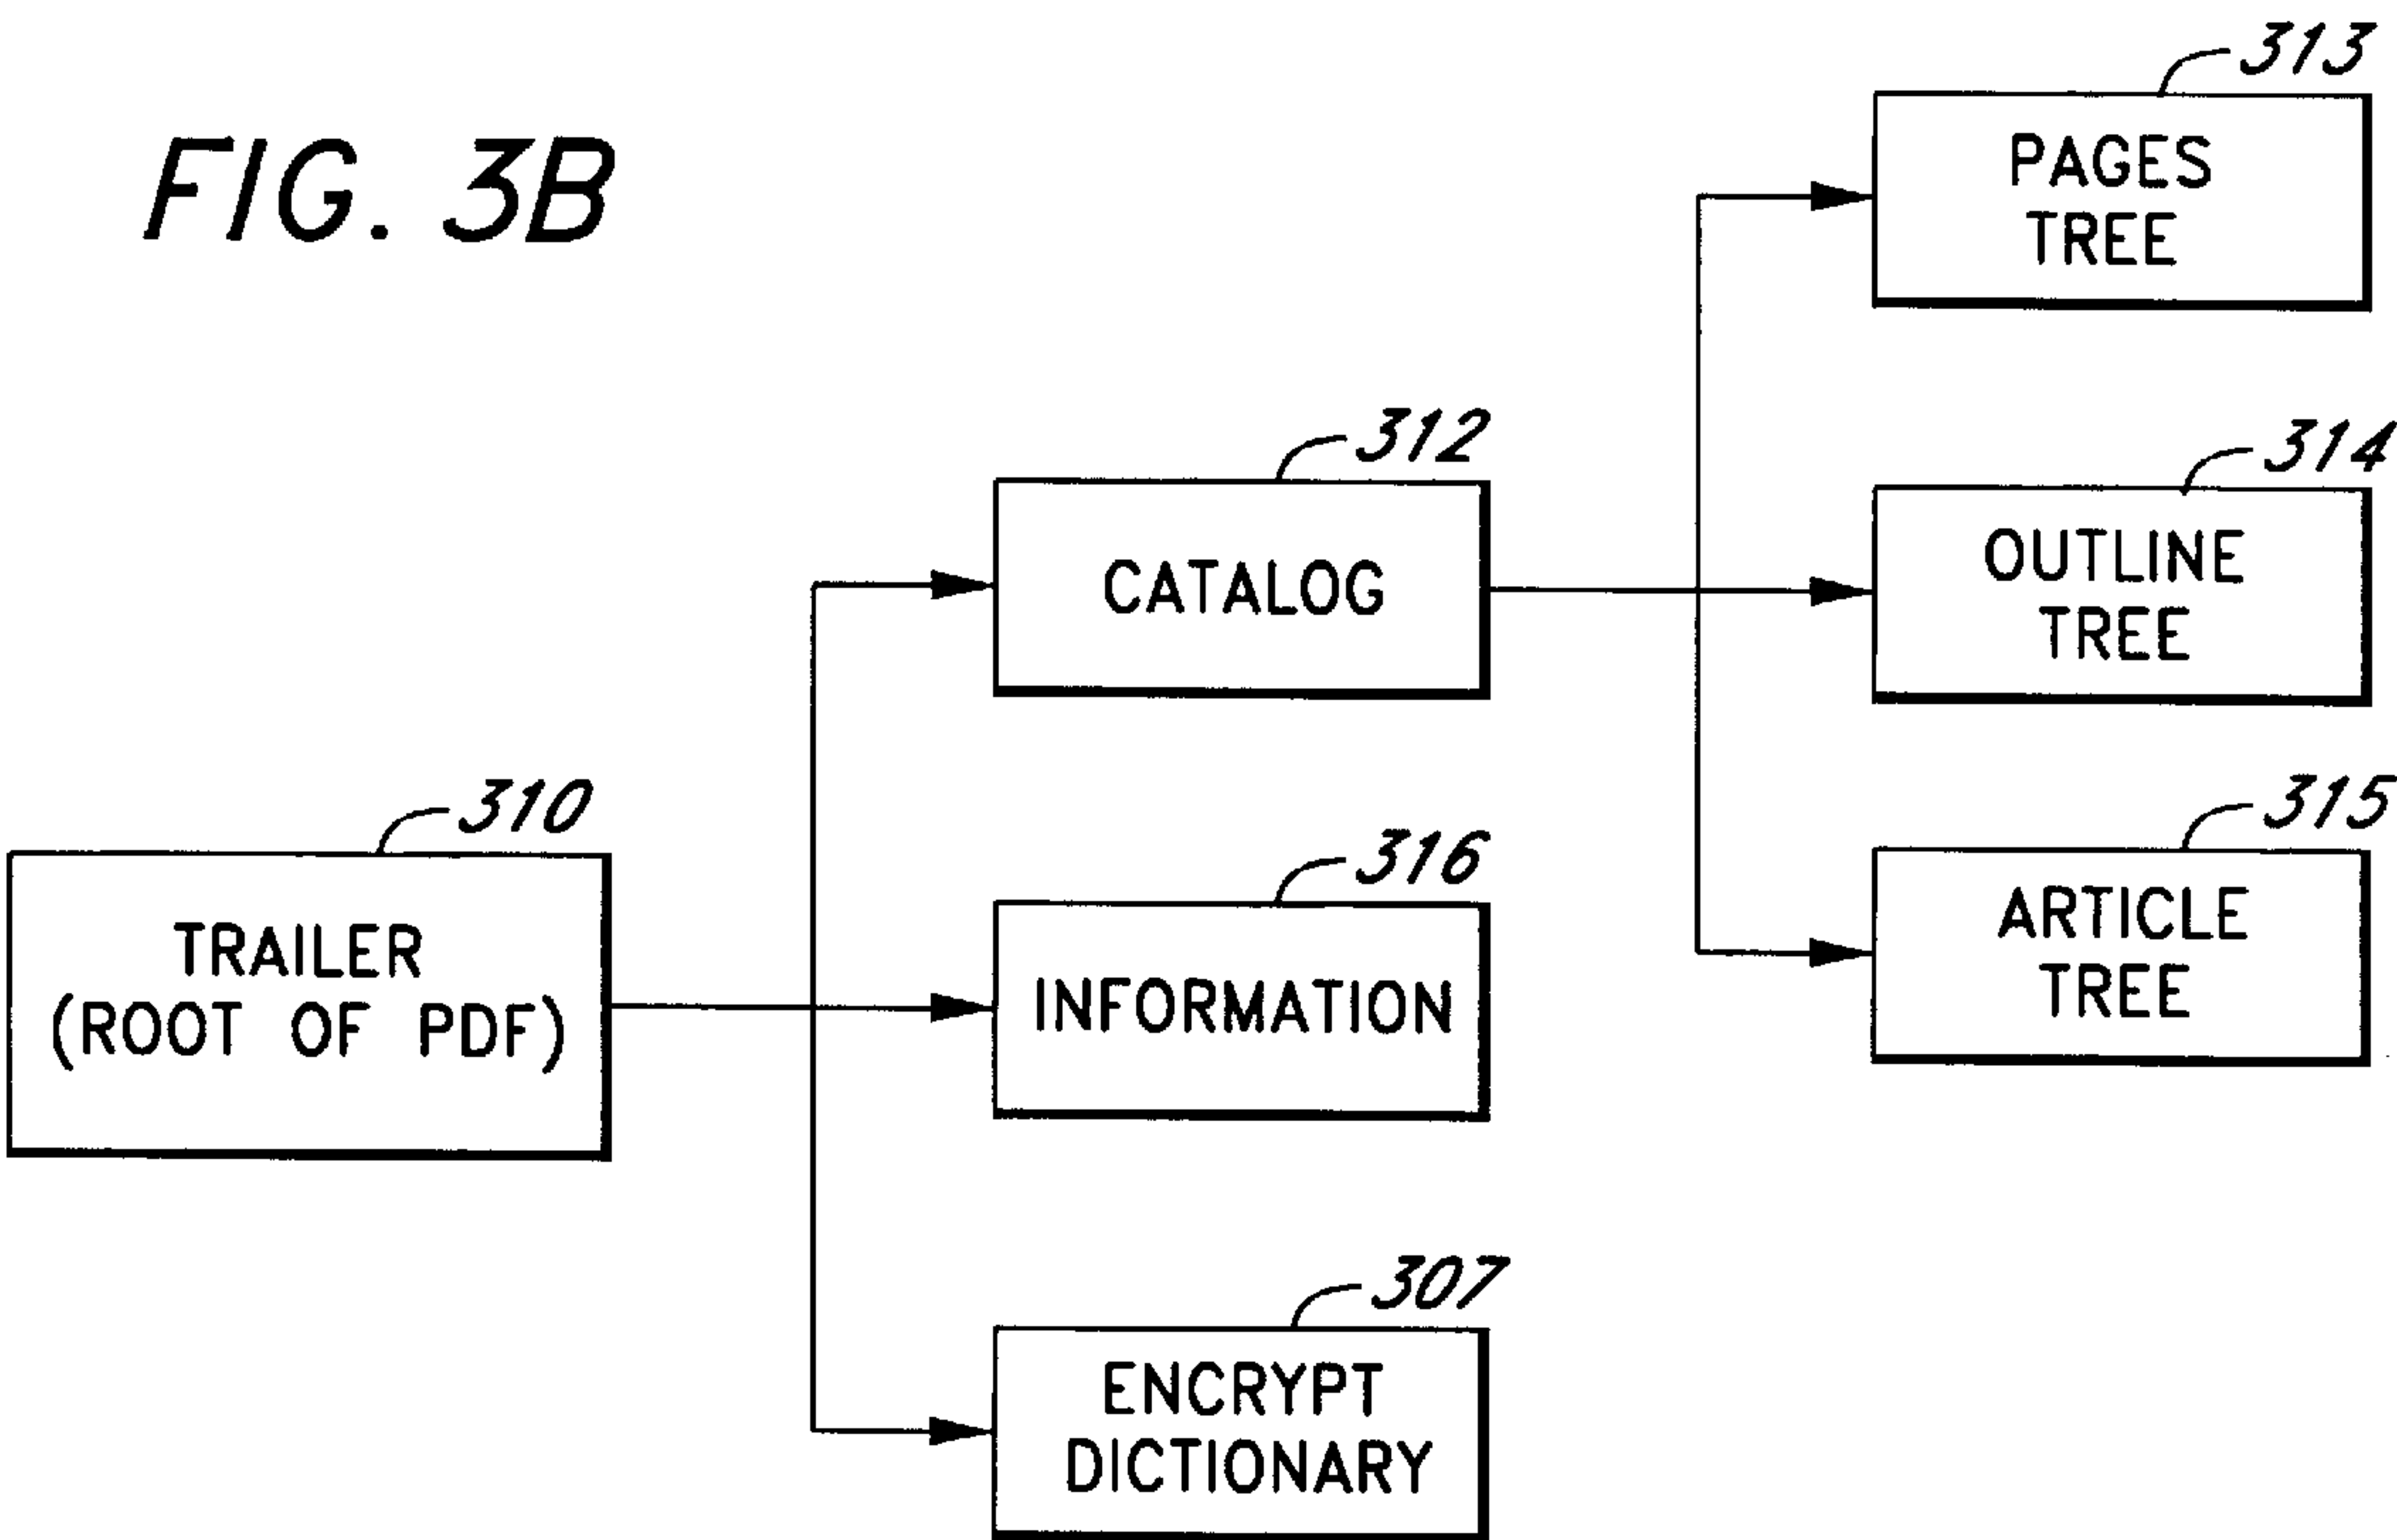 FIG. 3B
313
PAGES
TREE
312
CATALOG
314
OUTLINE
TREE
310
TRAILER
(ROOT OF PDF)
316
INFORMATION
315
ARTICLE
TREE
307
ENCRYPT
DICTIONARY